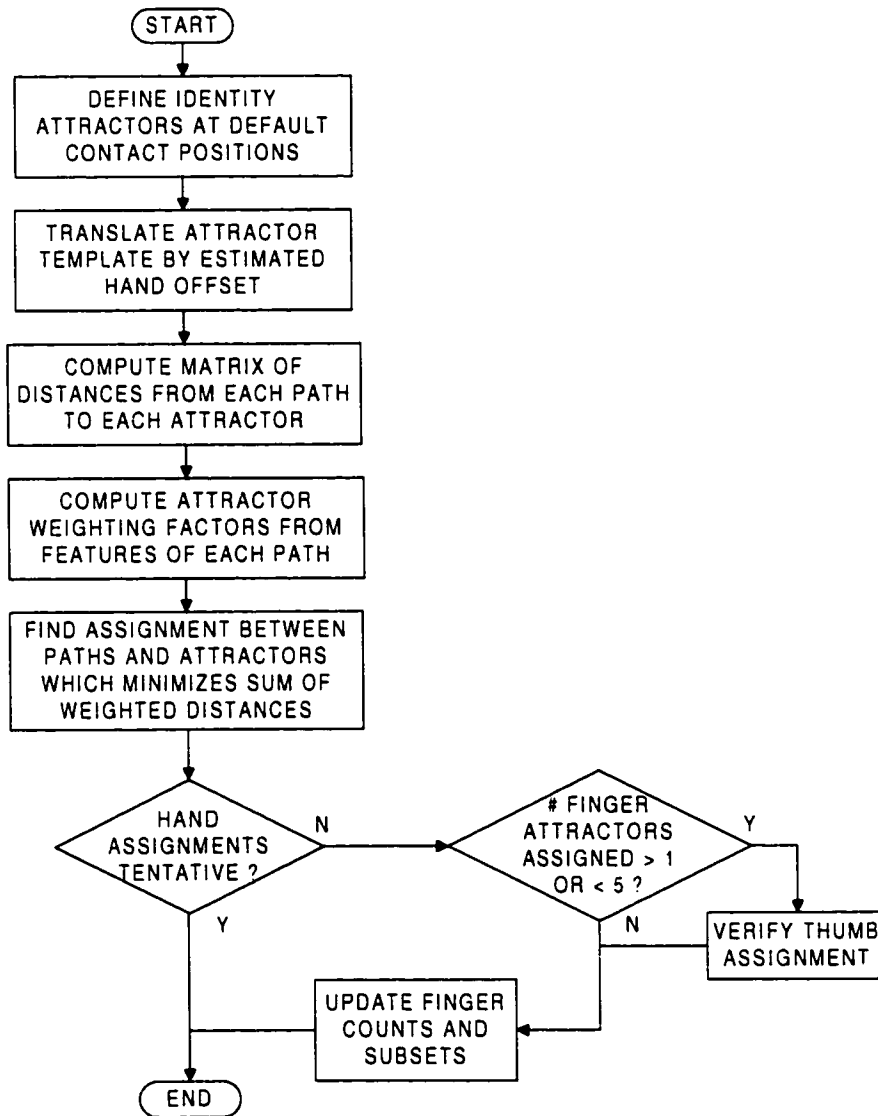 START
DEFINE IDENTITY
ATTRACTORS AT DEFAULT
CONTACT POSITIONS
TRANSLATE ATTRACTOR
TEMPLATE BY ESTIMATED
HAND OFFSET
COMPUTE MATRIX OF
DISTANCES FROM EACH PATH
TO EACH ATTRACTOR
COMPUTE ATTRACTOR
WEIGHTING FACTORS FROM
FEATURES OF EACH PATH
FIND ASSIGNMENT BETWEEN
PATHS AND ATTRACTORS
WHICH MINIMIZES SUM OF
WEIGHTED DISTANCES
HAND
ASSIGNMENTS
TENTATIVE ?
N
Y
# FINGER
ATTRACTORS
ASSIGNED > 1
OR < 5 ?
Y
N
VERIFY THUMB
ASSIGNMENT
UPDATE FINGER
COUNTS AND
SUBSETS
END